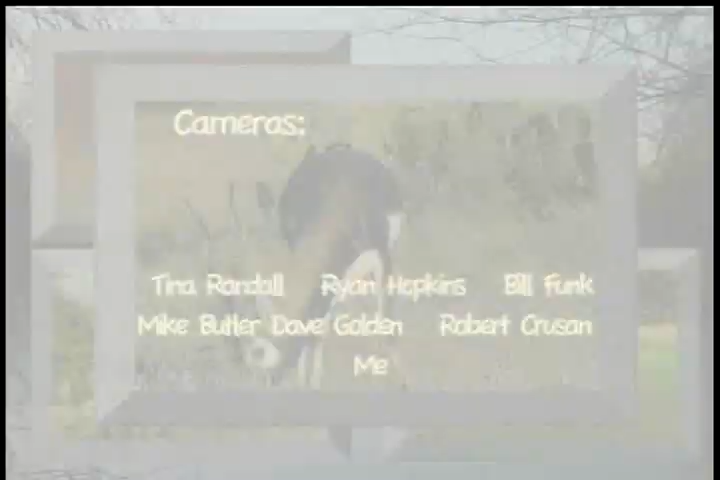 Cameras:
Tina Randall Ryan Hopkins Bill Funk
Mike Butler Dave Golden Robert Crusan
Me